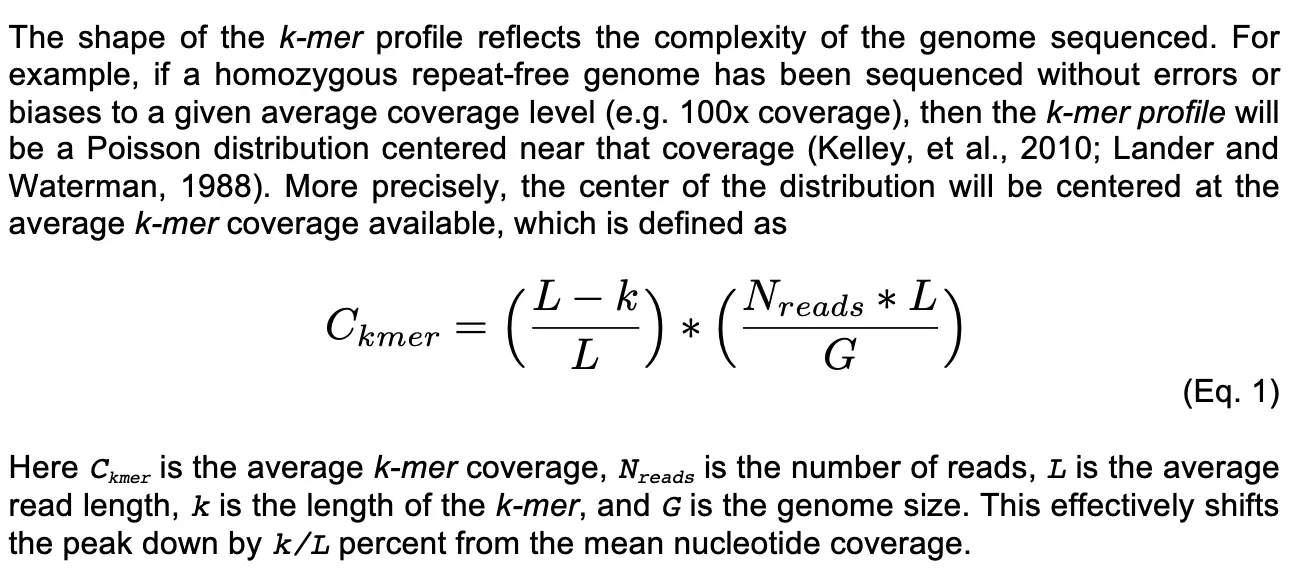 The shape of the k-mer profile reflects the complexity of the genome sequenced. For
example, if a homozygous repeat-free genome has been sequenced without errors or
biases to a given average coverage level (e.g. 100x coverage), then the k-mer profile will
be a Poisson distribution centered near that coverage (Kelley, et al., 2010; Lander and
Waterman, 1988). More precisely, the center of the distribution will be centered at the
average k-mer coverage available, which is defined as
C_{kmer} = \left(\frac{L - k}{L}\right) * \left(\frac{N_{reads} * L}{G}\right)
(Eq. 1)
Here C_{kmer} is the average k-mer coverage, N_{reads} is the number of reads, L is the average
read length, k is the length of the k-mer, and G is the genome size. This effectively shifts
the peak down by k/L percent from the mean nucleotide coverage.